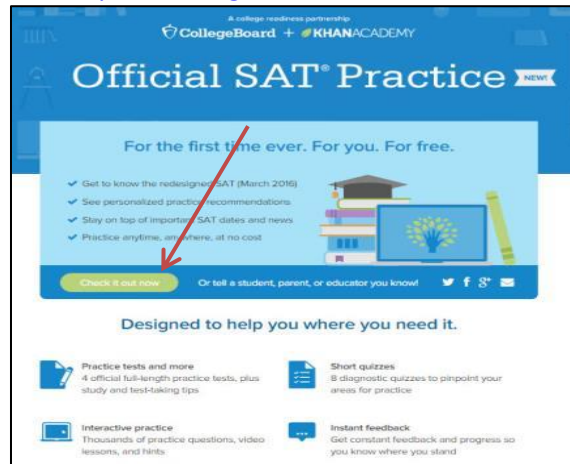 A college readiness partnership
CollegeBoard + KHANACADEMY
Official SAT® Practice NEW!
For the first time ever. For you. For free.
Get to know the redesigned SAT (March 2016)
See personalized practice recommendations
Stay on top of important SAT dates and news
Practice anytime, anywhere, at no cost
Check it out now Or tell a student, parent, or educator you know! f g+
Designed to help you where you need it.
Practice tests and more
4 official full-length practice tests, plus
study and test-taking tips
Short quizzes
8 diagnostic quizzes to pinpoint your
areas for practice
Interactive practice
Thousands of practice questions, video
lessons, and hints
Instant feedback
Get constant feedback and progress so
you know where you stand